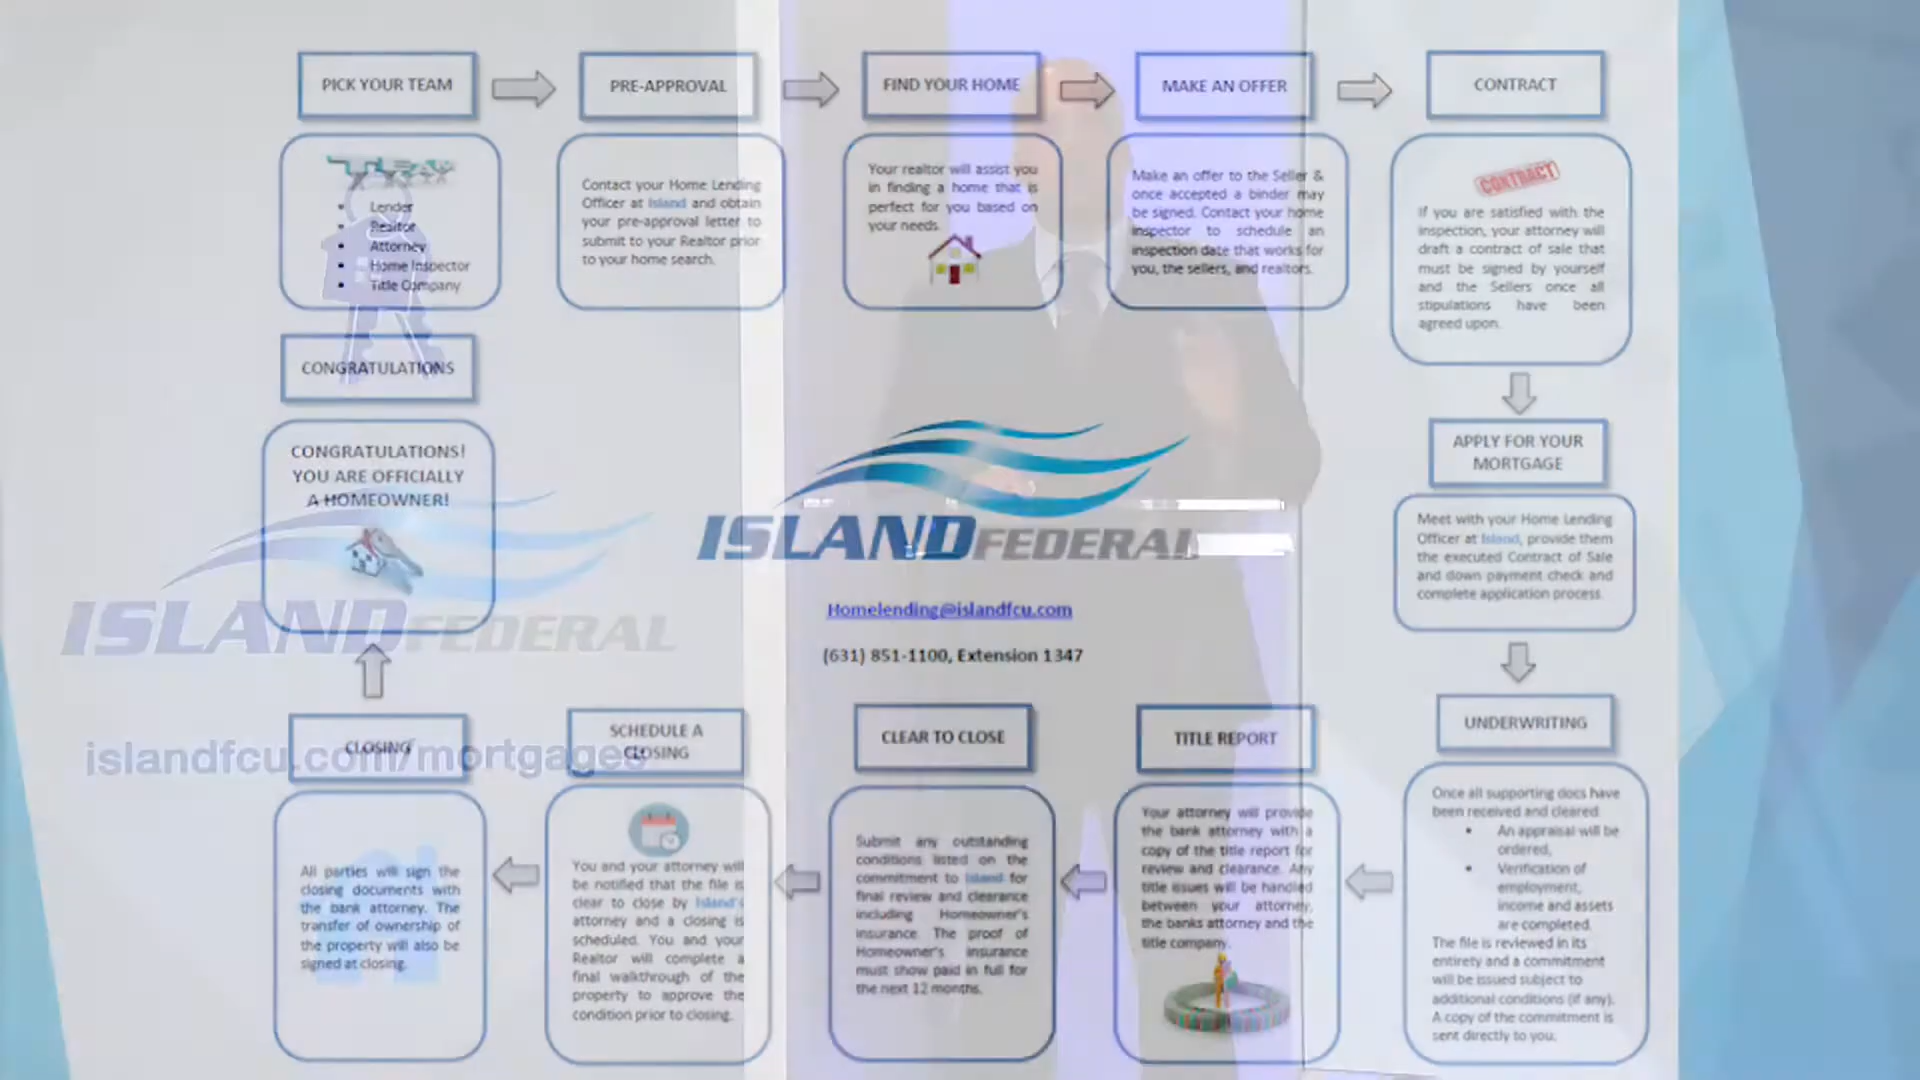 PICK YOUR TEAM
Lender
Realtor
Attorney
Home Inspector
Title Company
PRE-APPROVAL
Contact your Home Lending
Officer at Island and obtain
your pre-approval letter to
submit to your Realtor prior
to your home search.
FIND YOUR HOME
Your realtor will assist you
in finding a home that is
perfect for you based on
your needs.
MAKE AN OFFER
Make an offer to the Seller &
once accepted a binder may
be signed. Contact your home
inspector to schedule an
inspection date that works for
you, the sellers, and realtors.
CONTRACT
CONTRACT
If you are satisfied with the
inspection, your attorney will
draft a contract of sale that
must be signed by yourself
and the Sellers once all
stipulations have been
agreed upon.
APPLY FOR YOUR
MORTGAGE
Meet with your Home Lending
Officer at Island, provide them
the executed Contract of Sale
and down payment check and
complete application process.
UNDERWRITING
Once all supporting docs have
been received and cleared.
An appraisal will be
ordered,
Verification of
employment,
income and assets
are completed.
The file is reviewed in its
entirety and a commitment
will be issued subject to
additional conditions (if any).
A copy of the commitment is
sent directly to you.
TITLE REPORT
Your attorney will provide
the bank attorney with a
copy of the title report for
review and clearance. Any
title issues will be handled
between your attorney,
the banks attorney and the
title company.
CLEAR TO CLOSE
Submit any outstanding
conditions listed on the
commitment to Island for
final review and clearance
including Homeowner's
insurance. The proof of
Homeowner's insurance
must show paid in full for
the next 12 months.
SCHEDULE A
CLOSING
You and your attorney will
be notified that the file is
clear to close by Island's
attorney and a closing is
scheduled. You and your
Realtor will complete a
final walkthrough of the
property to approve the
condition prior to closing.
CLOSING
All parties will sign the
closing documents with
the bank attorney. The
transfer of ownership of
the property will also be
signed at closing.
CONGRATULATIONS
CONGRATULATIONS!
YOU ARE OFFICIALLY
A HOMEOWNER!
ISLAND FEDERAL
Homelending@islandfcu.com
(631) 851-1100, Extension 1347
ISLAND FEDERAL
islandfcu.com/mortgages